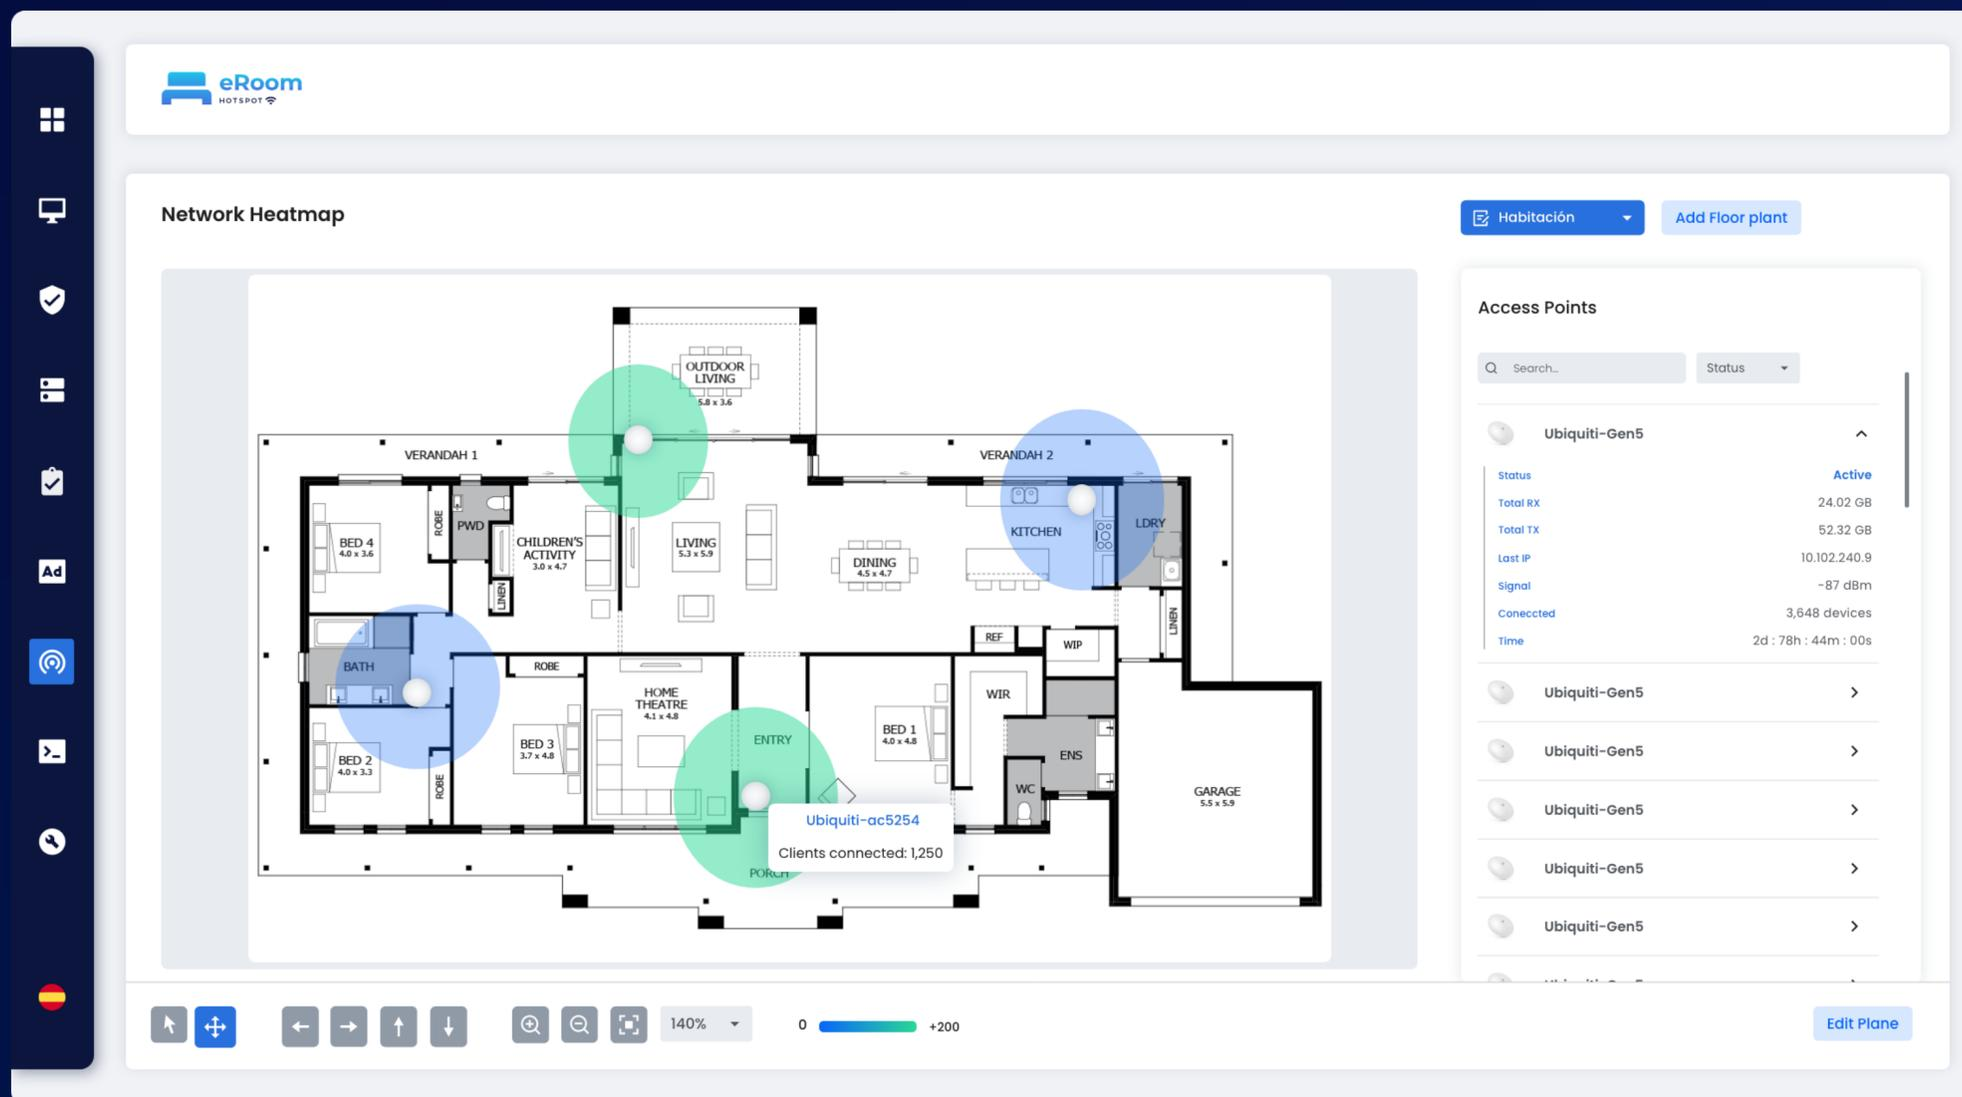 eRoom
HOTSPOT
Network Heatmap
Habitación
Add Floor plant
OUTDOOR
LIVING
5.8 x 3.6
VERANDAH 1
VERANDAH 2
BED 4
4.0 x 3.6
ROBE
PWD
LINEN
CHILDREN'S
ACTIVITY
3.0 x 4.7
LIVING
5.3 x 5.9
DINING
4.5 x 4.7
KITCHEN
LDRY
LINEN
REF
WIP
BATH
ROBE
HOME
THEATRE
4.1 x 4.8
WIR
BED 2
4.0 x 3.3
ROBE
BED 3
3.7 x 4.8
ENTRY
BED 1
4.0 x 4.8
ENS
WC
GARAGE
5.5 x 5.9
Ubiquiti-ac5254
Clients connected: 1,250
PORCH
Access Points
Search...
Status
Ubiquiti-Gen5
Status Active
Total RX 24.02 GB
Total TX 52.32 GB
Last IP 10.102.240.9
Signal -87 dBm
Coneccted 3,648 devices
Time 2d : 78h : 44m : 00s
Ubiquiti-Gen5
Ubiquiti-Gen5
Ubiquiti-Gen5
Ubiquiti-Gen5
Ubiquiti-Gen5
Ad
140%
0
+200
Edit Plane